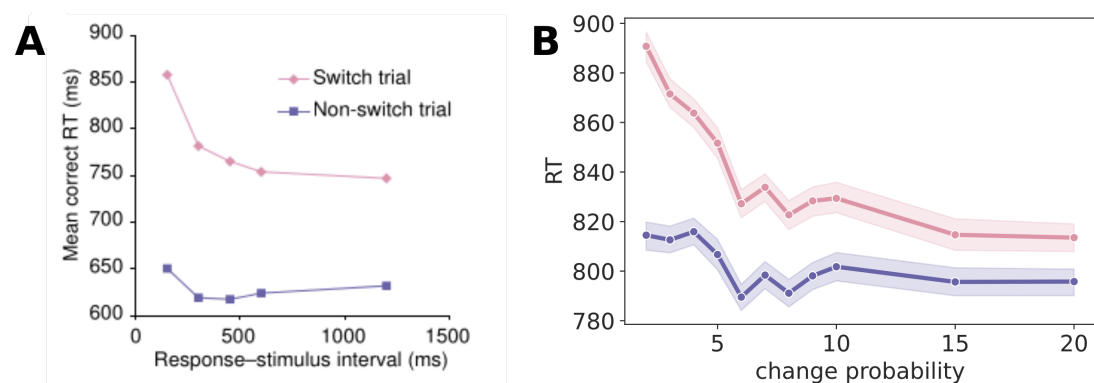 A
900
850
800
750
700
650
600
Mean correct RT (ms)
Switch trial
Non-switch trial
0
500
1000
1500
Response–stimulus interval (ms)
B
900
880
860
840
820
800
780
RT
5
10
15
20
change probability